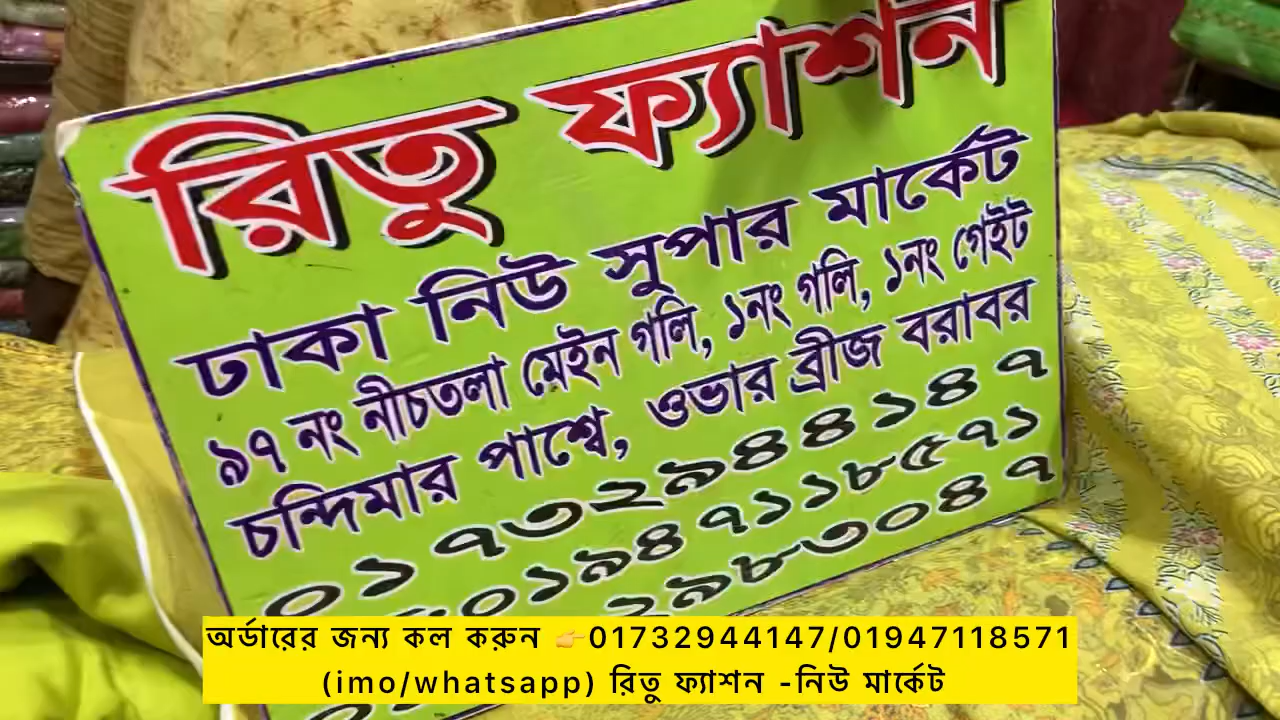 রিতু ফ্যাশন
ঢাকা নিউ সুপার মার্কেট
৯৭ নং নীচতলা মেইন গলি, ১নং গলি, ১নং গেইট
চন্দিমার পাশ্বে, ওভার ব্রীজ বরাবর
০১৭৩২৯৪৪১৪৭
০১৯৪৭১১৮৫৭১
২৯৮৩০৪৭
অর্ডারের জন্য কল করুন 👉01732944147/01947118571
(imo/whatsapp) রিতু ফ্যাশন -নিউ মার্কেট